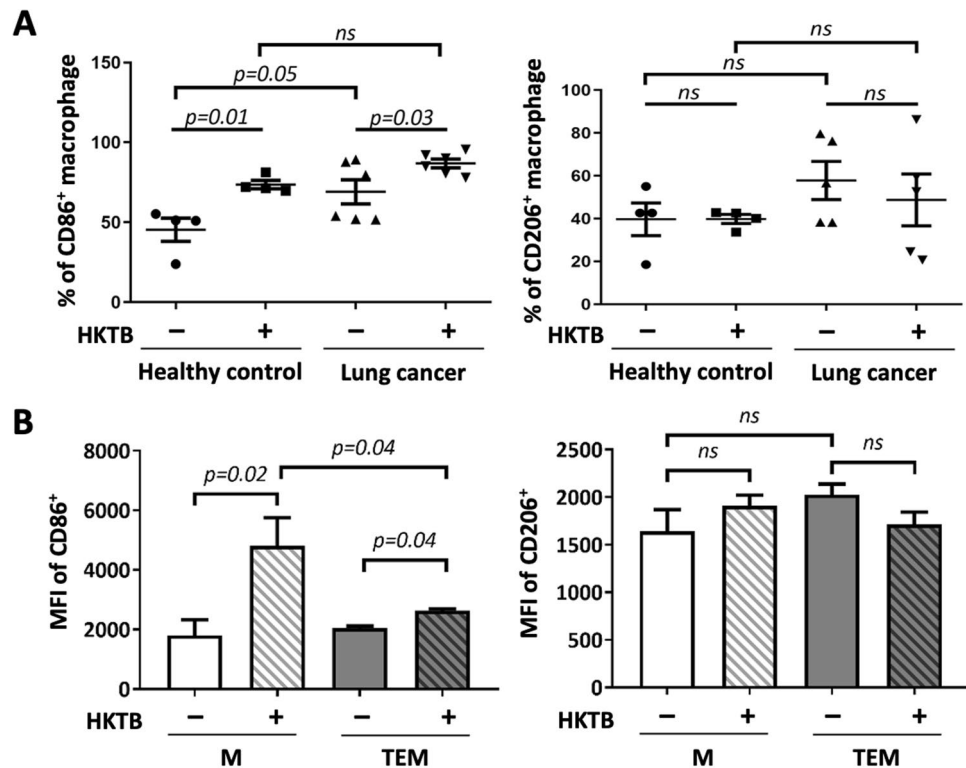 A
ns
p=0.05
p=0.01
p=0.03
% of CD86⁺ macrophage
150
100
50
0
HKTB
− + − +
Healthy control Lung cancer
ns
ns
ns
ns
% of CD206⁺ macrophage
100
80
60
40
20
0
HKTB
− + − +
Healthy control Lung cancer
B
p=0.04
p=0.02
p=0.04
MFI of CD86⁺
8000
6000
4000
2000
0
HKTB
− + − +
M TEM
ns
ns
ns
MFI of CD206⁺
2500
2000
1500
1000
500
0
HKTB
− + − +
M TEM